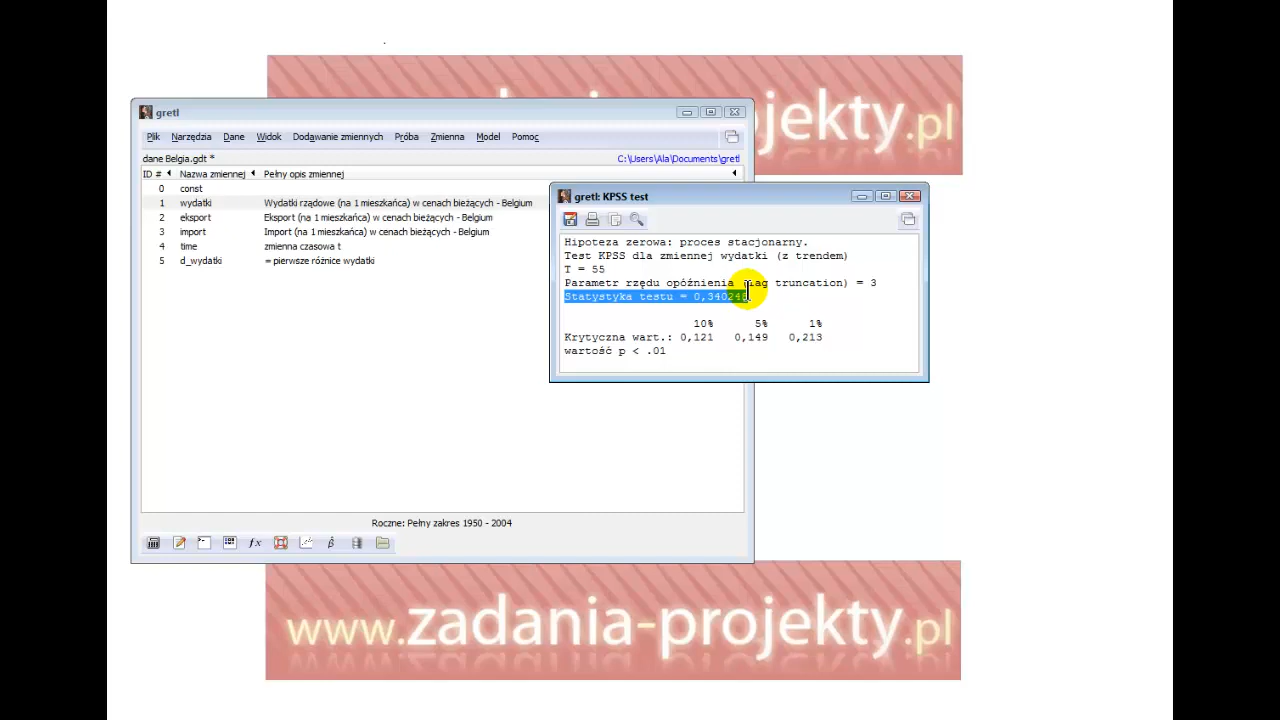 projekty.pl
gretl
Plik Narzędzia Dane Widok Dodawanie zmiennych Próba Zmienna Model Pomoc
dane Belgia.gdt * C:\Users\Ala\Documents\gretl
ID # Nazwa zmiennej Pełny opis zmiennej
0 const
1 wydatki Wydatki rządowe (na 1 mieszkańca) w cenach bieżących - Belgium
2 eksport Eksport (na 1 mieszkańca) w cenach bieżących - Belgium
3 import Import (na 1 mieszkańca) w cenach bieżących - Belgium
4 time zmienna czasowa t
5 d_wydatki = pierwsze różnice wydatki
Roczne: Pełny zakres 1950 - 2004
gretl: KPSS test
Hipoteza zerowa: proces stacjonarny.
Test KPSS dla zmiennej wydatki (z trendem)
T = 55
Parametr rzędu opóźnienia truncation) = 3
Statystyka testu =
10% 5% 1%
Krytyczna wart.: 0,121 0,149 0,213
wartość p < .01
www.zadania-projekty.pl